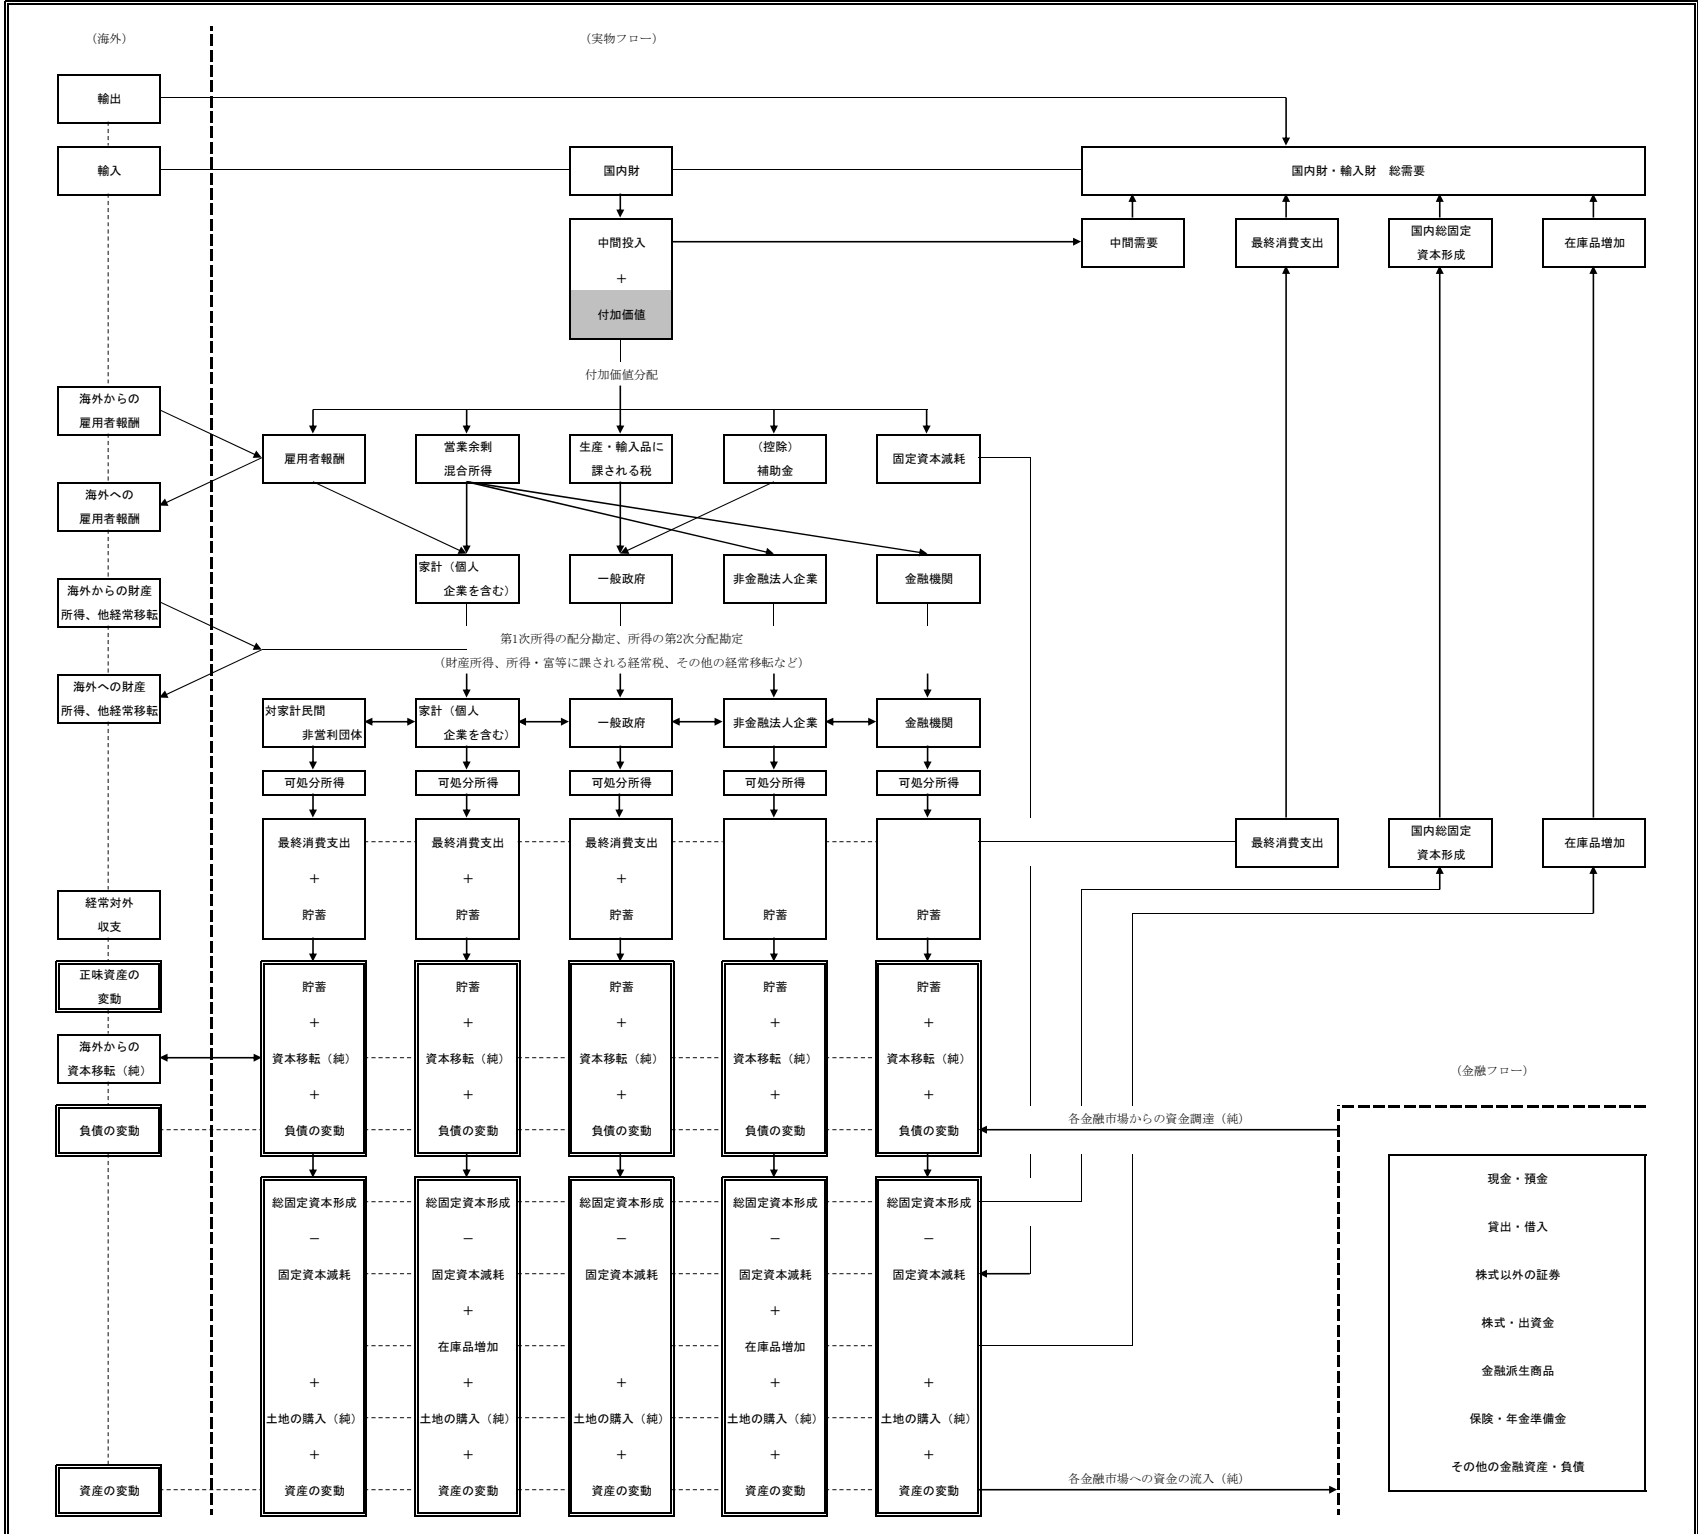 （海外）
（実物フロー）
輸出
輸入
国内財
国内財・輸入財　総需要
中間投入
＋
付加価値
中間需要
最終消費支出
国内総固定
資本形成
在庫品増加
付加価値分配
海外からの
雇用者報酬
海外への
雇用者報酬
雇用者報酬
営業余剰
混合所得
生産・輸入品に
課される税
（控除）
補助金
固定資本減耗
家計（個人
企業を含む）
一般政府
非金融法人企業
金融機関
海外からの財産
所得、他経常移転
海外への財産
所得、他経常移転
第1次所得の配分勘定、所得の第2次分配勘定
（財産所得、所得・富等に課される経常税、その他の経常移転など）
対家計民間
非営利団体
家計（個人
企業を含む）
一般政府
非金融法人企業
金融機関
可処分所得
可処分所得
可処分所得
可処分所得
可処分所得
最終消費支出
＋
貯蓄
最終消費支出
＋
貯蓄
最終消費支出
＋
貯蓄
貯蓄
貯蓄
最終消費支出
国内総固定
資本形成
在庫品増加
経常対外
収支
正味資産の
変動
海外からの
資本移転（純）
負債の変動
貯蓄
＋
資本移転（純）
＋
負債の変動
貯蓄
＋
資本移転（純）
＋
負債の変動
貯蓄
＋
資本移転（純）
＋
負債の変動
貯蓄
＋
資本移転（純）
＋
負債の変動
貯蓄
＋
資本移転（純）
＋
負債の変動
各金融市場からの資金調達（純）
（金融フロー）
資産の変動
総固定資本形成
－
固定資本減耗
＋
土地の購入（純）
＋
資産の変動
総固定資本形成
－
固定資本減耗
＋
在庫品増加
＋
土地の購入（純）
＋
資産の変動
総固定資本形成
－
固定資本減耗
＋
土地の購入（純）
＋
資産の変動
総固定資本形成
－
固定資本減耗
＋
在庫品増加
＋
土地の購入（純）
＋
資産の変動
総固定資本形成
－
固定資本減耗
＋
土地の購入（純）
＋
資産の変動
各金融市場への資金の流入（純）
現金・預金
貸出・借入
株式以外の証券
株式・出資金
金融派生商品
保険・年金準備金
その他の金融資産・負債